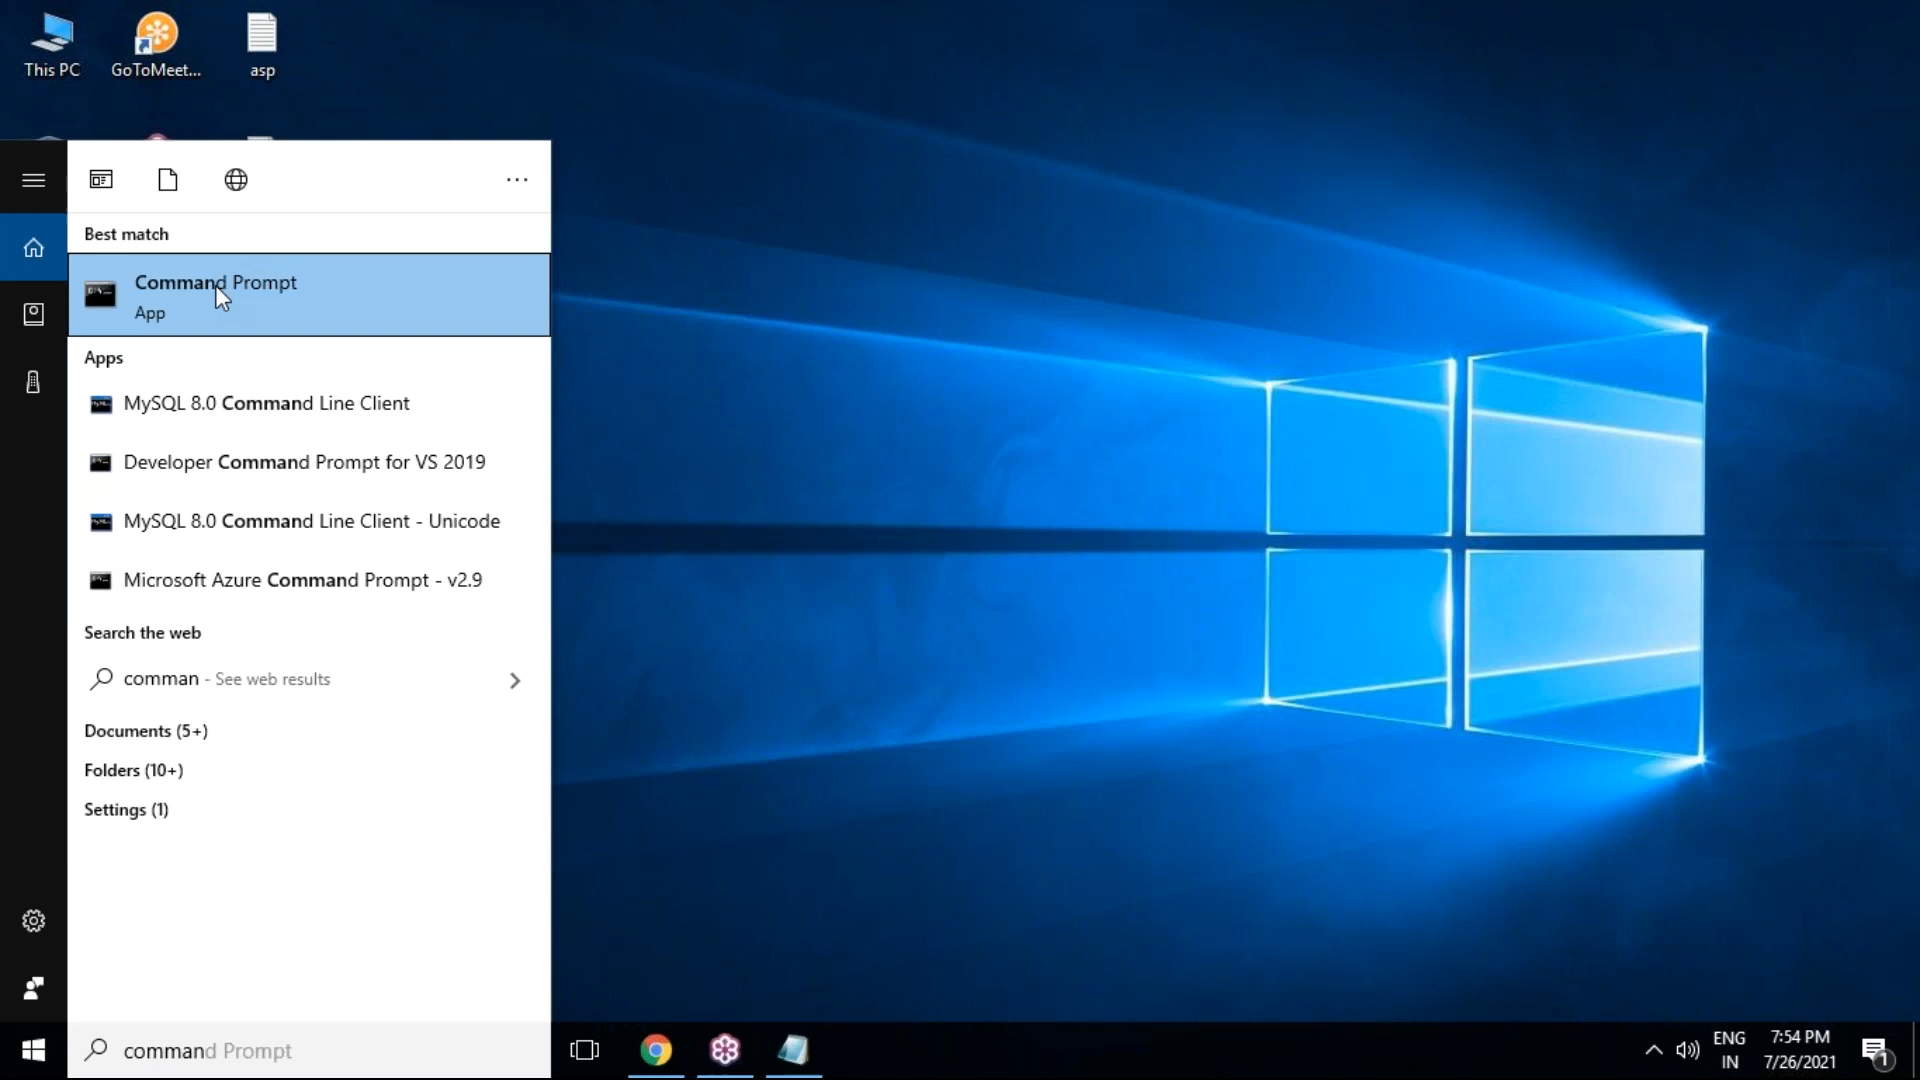 This PC
GoToMeet...
asp
Best match
Command Prompt
App
Apps
MySQL 8.0 Command Line Client
Developer Command Prompt for VS 2019
MySQL 8.0 Command Line Client - Unicode
Microsoft Azure Command Prompt - v2.9
Search the web
comman - See web results
Documents (5+)
Folders (10+)
Settings (1)
command Prompt
ENG
IN
7:54 PM
7/26/2021
1